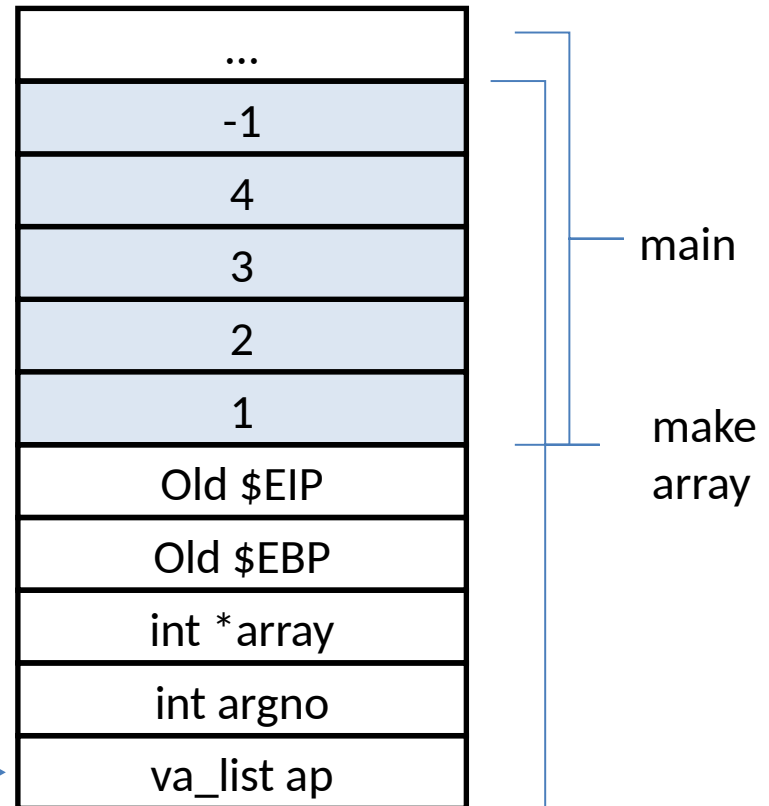 ...
-1
4
3
2
1
Old $EIP
Old $EBP
int *array
int argno
va_list ap
main
make
array